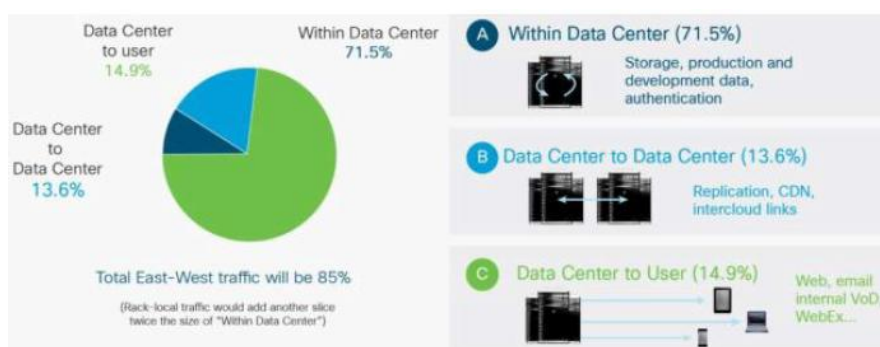 Data Center
to user
14.9%
Within Data Center
71.5%
Data Center
to
Data Center
13.6%
Total East-West traffic will be 85%
(Rack-local traffic would add another slice
twice the size of "Within Data Center")
A Within Data Center (71.5%)
Storage, production and
development data,
authentication
B Data Center to Data Center (13.6%)
Replication, CDN,
intercloud links
C Data Center to User (14.9%)
Web, email
internal VoD
WebEx...